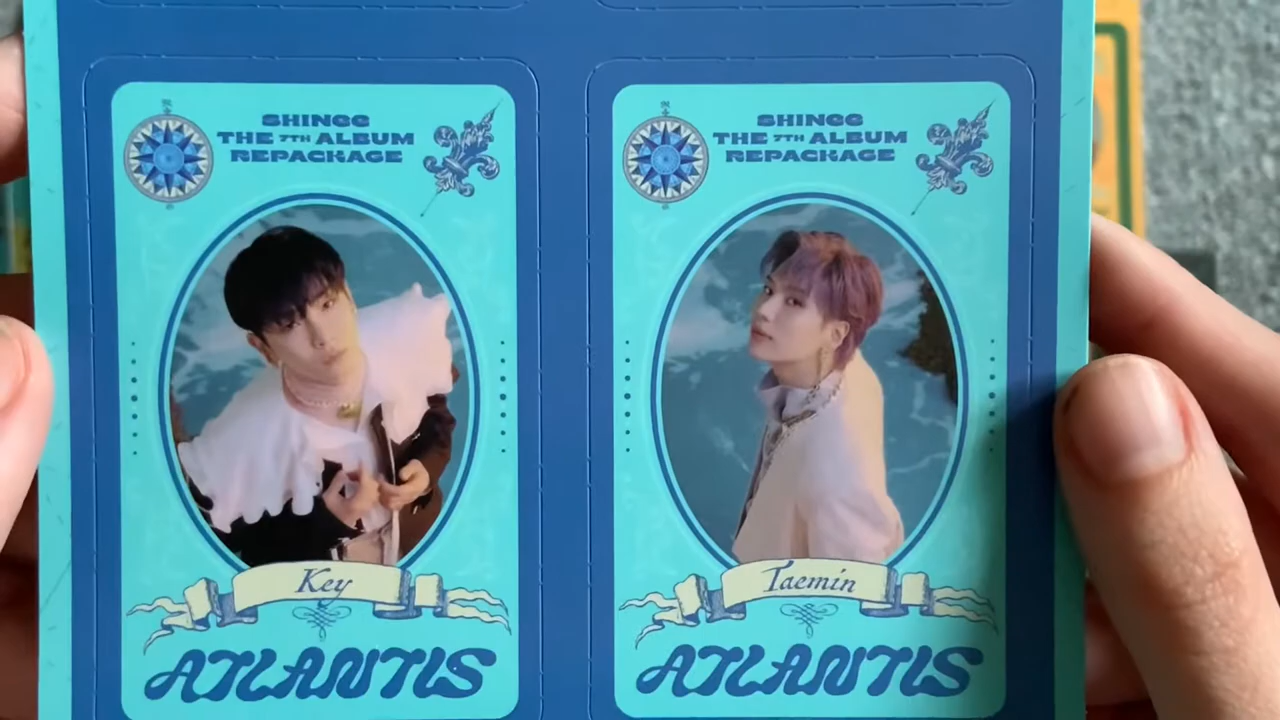 SHINee
THE 7TH ALBUM
REPACKAGE
Key
ATLANTIS
SHINee
THE 7TH ALBUM
REPACKAGE
Taemin
ATLANTIS